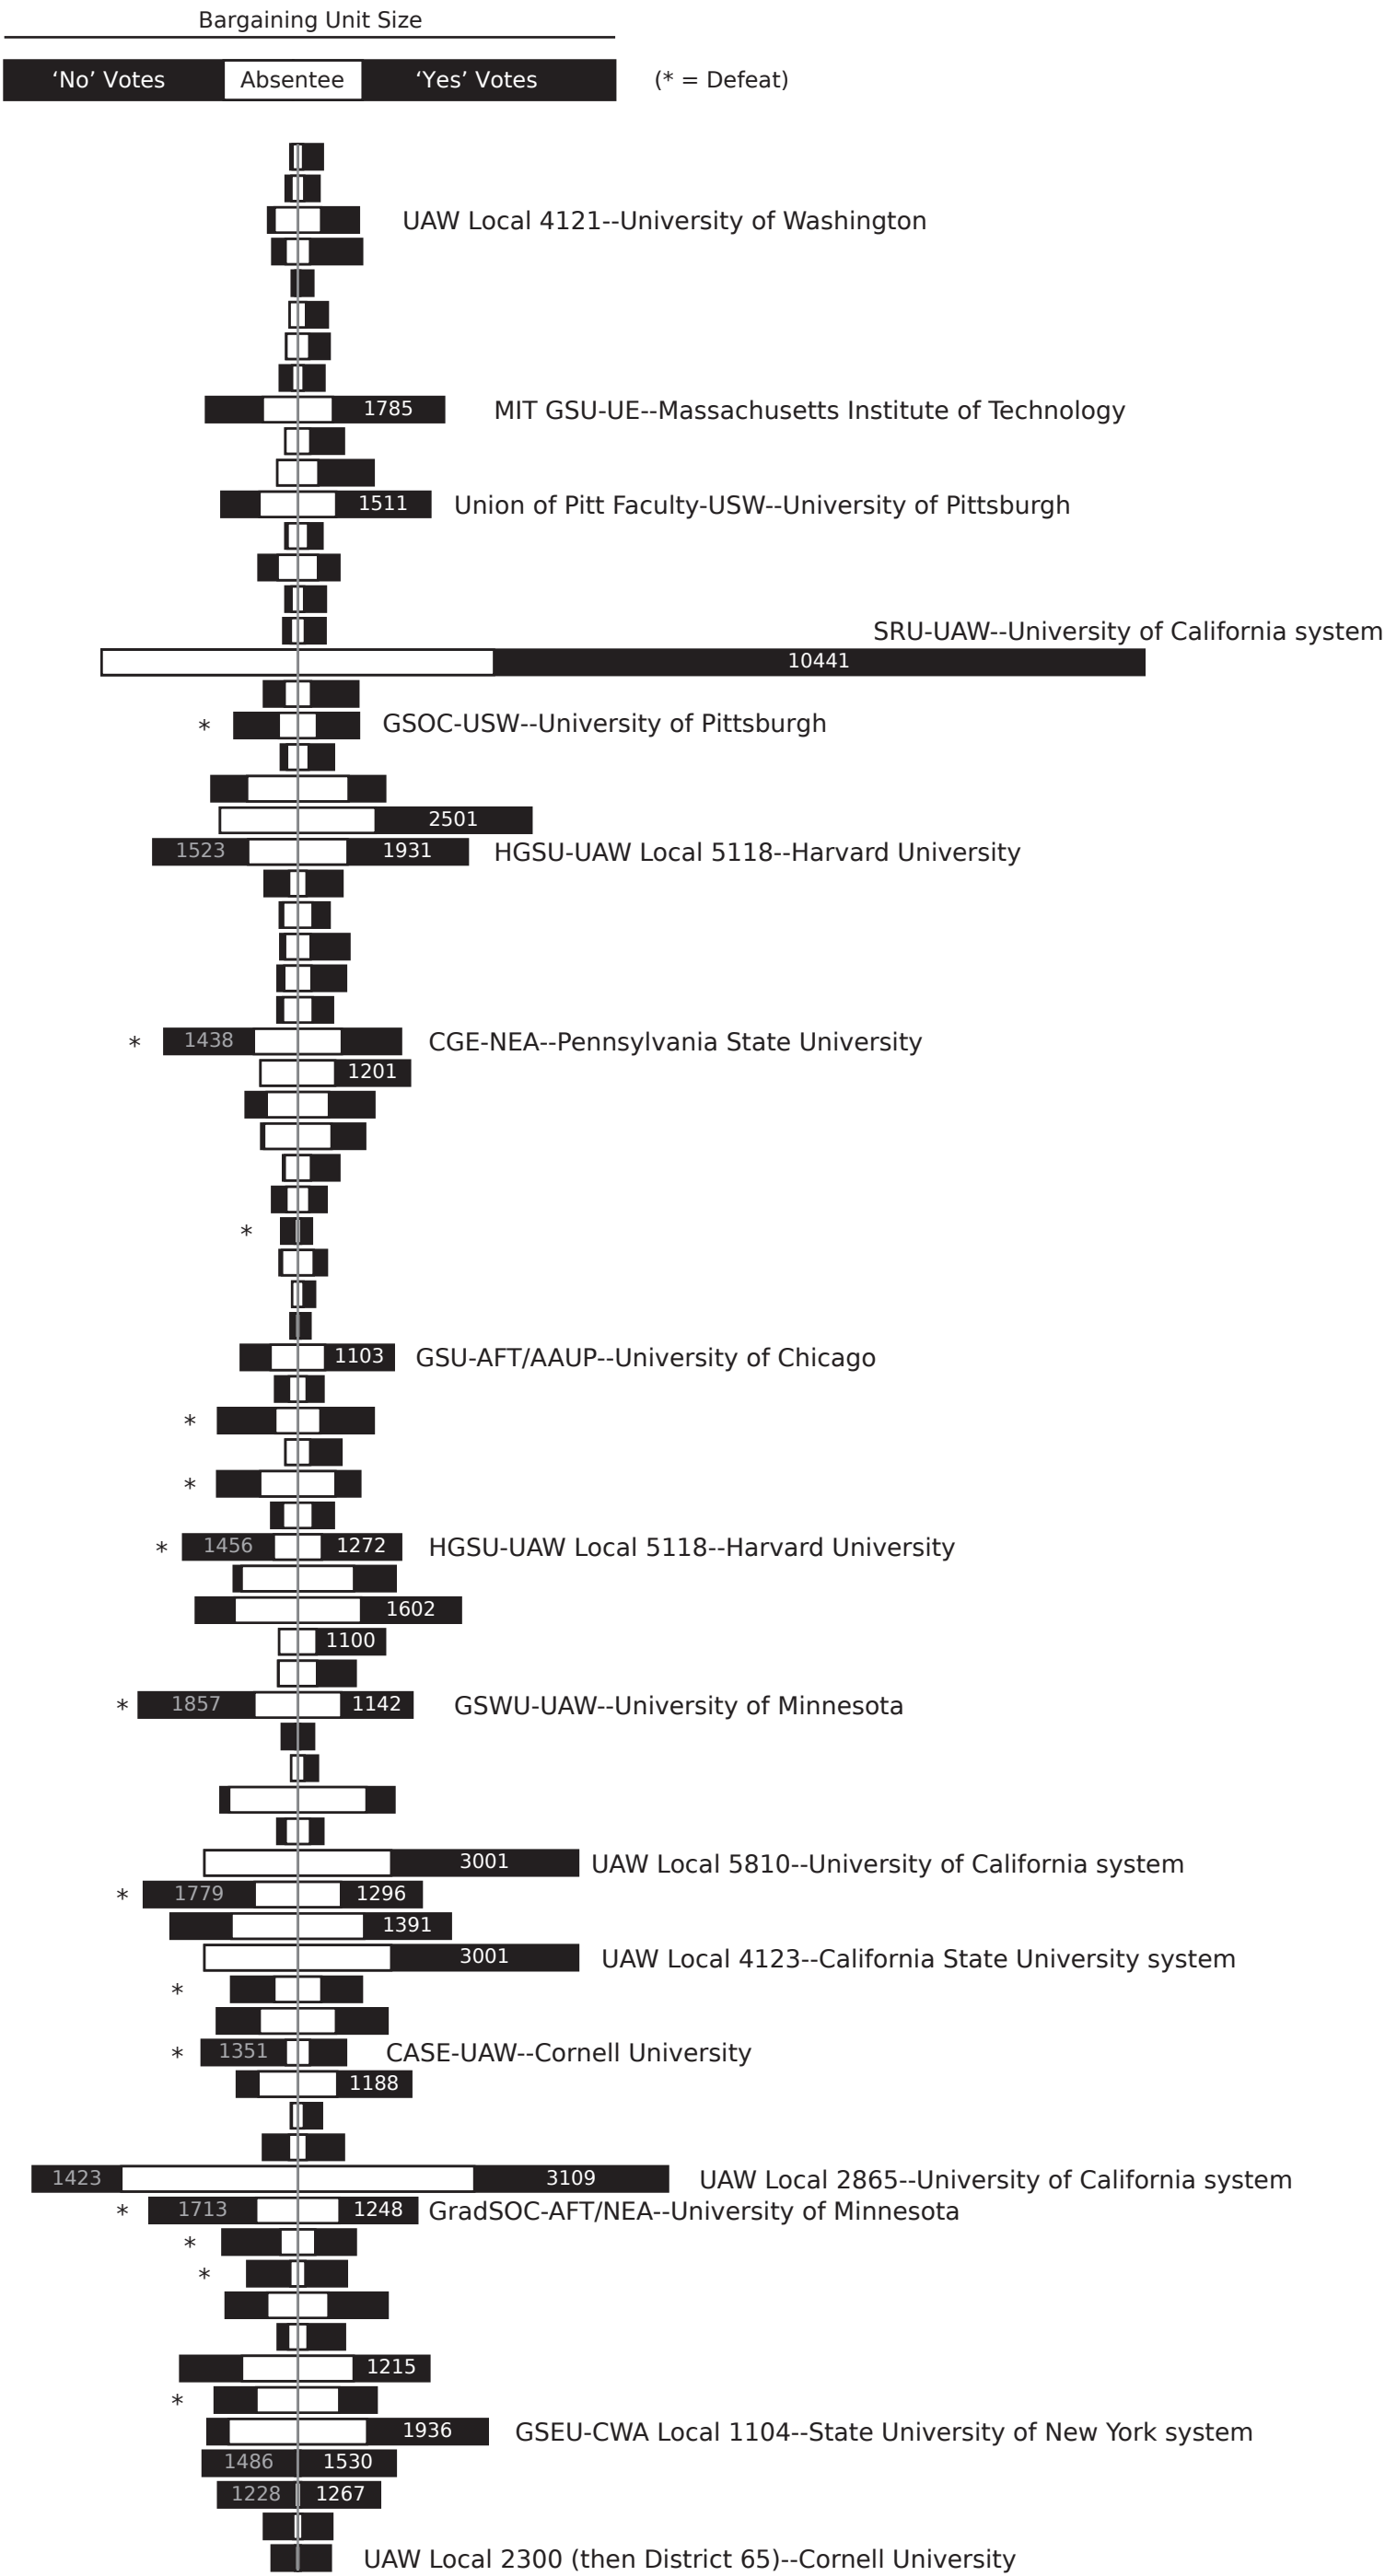 Bargaining Unit Size
‘No’ Votes Absentee ‘Yes’ Votes (* = Defeat)
UAW Local 4121--University of Washington
1785 MIT GSU-UE--Massachusetts Institute of Technology
1511 Union of Pitt Faculty-USW--University of Pittsburgh
SRU-UAW--University of California system
10441
* GSOC-USW--University of Pittsburgh
2501
1523 1931 HGSU-UAW Local 5118--Harvard University
* 1438 CGE-NEA--Pennsylvania State University
1201
*
1103 GSU-AFT/AAUP--University of Chicago
*
*
* 1456 1272 HGSU-UAW Local 5118--Harvard University
1602
1100
* 1857 1142 GSWU-UAW--University of Minnesota
3001 UAW Local 5810--University of California system
* 1779 1296
1391
3001 UAW Local 4123--California State University system
*
* 1351 CASE-UAW--Cornell University
1188
1423 3109 UAW Local 2865--University of California system
* 1713 1248 GradSOC-AFT/NEA--University of Minnesota
*
*
1215
*
1936 GSEU-CWA Local 1104--State University of New York system
1486 1530
1228 1267
UAW Local 2300 (then District 65)--Cornell University